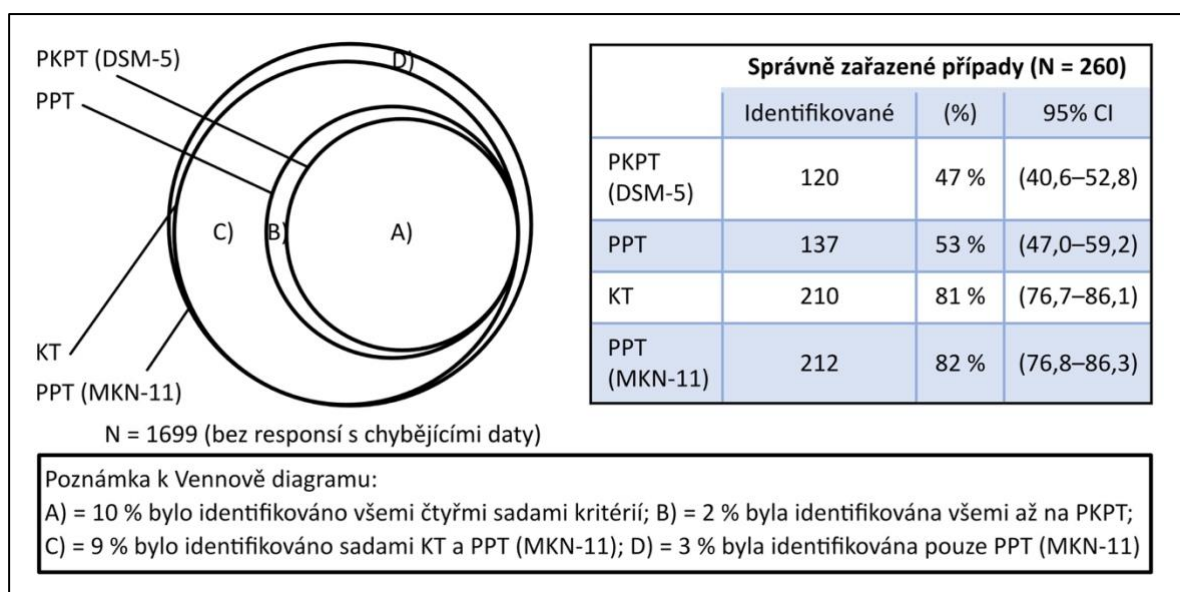 PKPT (DSM-5)
PPT
KT
PPT (MKN-11)
D)
C)
B)
A)
N = 1699 (bez responsí s chybějícími daty)
Správně zařazené případy (N = 260)
Identifikované (%) 95% CI
PKPT
(DSM-5) 120 47 % (40,6–52,8)
PPT 137 53 % (47,0–59,2)
KT 210 81 % (76,7–86,1)
PPT
(MKN-11) 212 82 % (76,8–86,3)
Poznámka k Vennově diagramu:
A) = 10 % bylo identifikováno všemi čtyřmi sadami kritérií; B) = 2 % byla identifikována všemi až na PKPT;
C) = 9 % bylo identifikováno sadami KT a PPT (MKN-11); D) = 3 % byla identifikována pouze PPT (MKN-11)